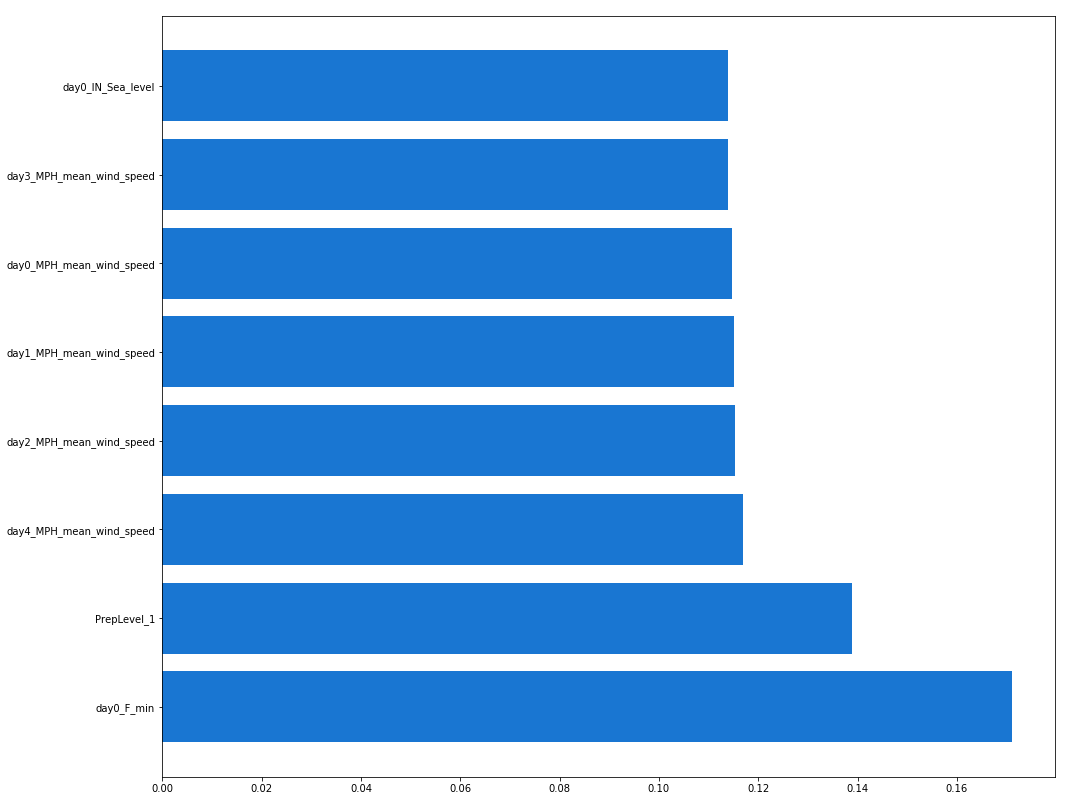 day0_IN_Sea_level
day3_MPH_mean_wind_speed
day0_MPH_mean_wind_speed
day1_MPH_mean_wind_speed
day2_MPH_mean_wind_speed
day4_MPH_mean_wind_speed
PrepLevel_1
day0_F_min
0.00 0.02 0.04 0.06 0.08 0.10 0.12 0.14 0.16